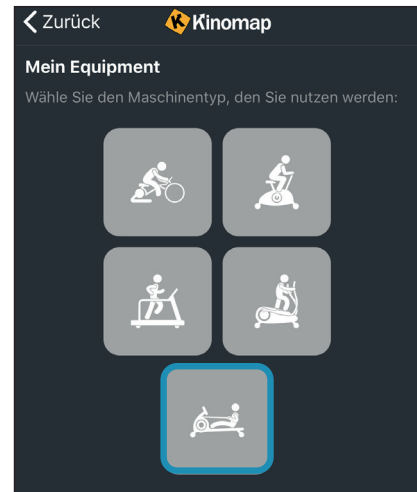 Zurück
Kinomap
Mein Equipment
Wähle Sie den Maschinentyp, den Sie nutzen werden: